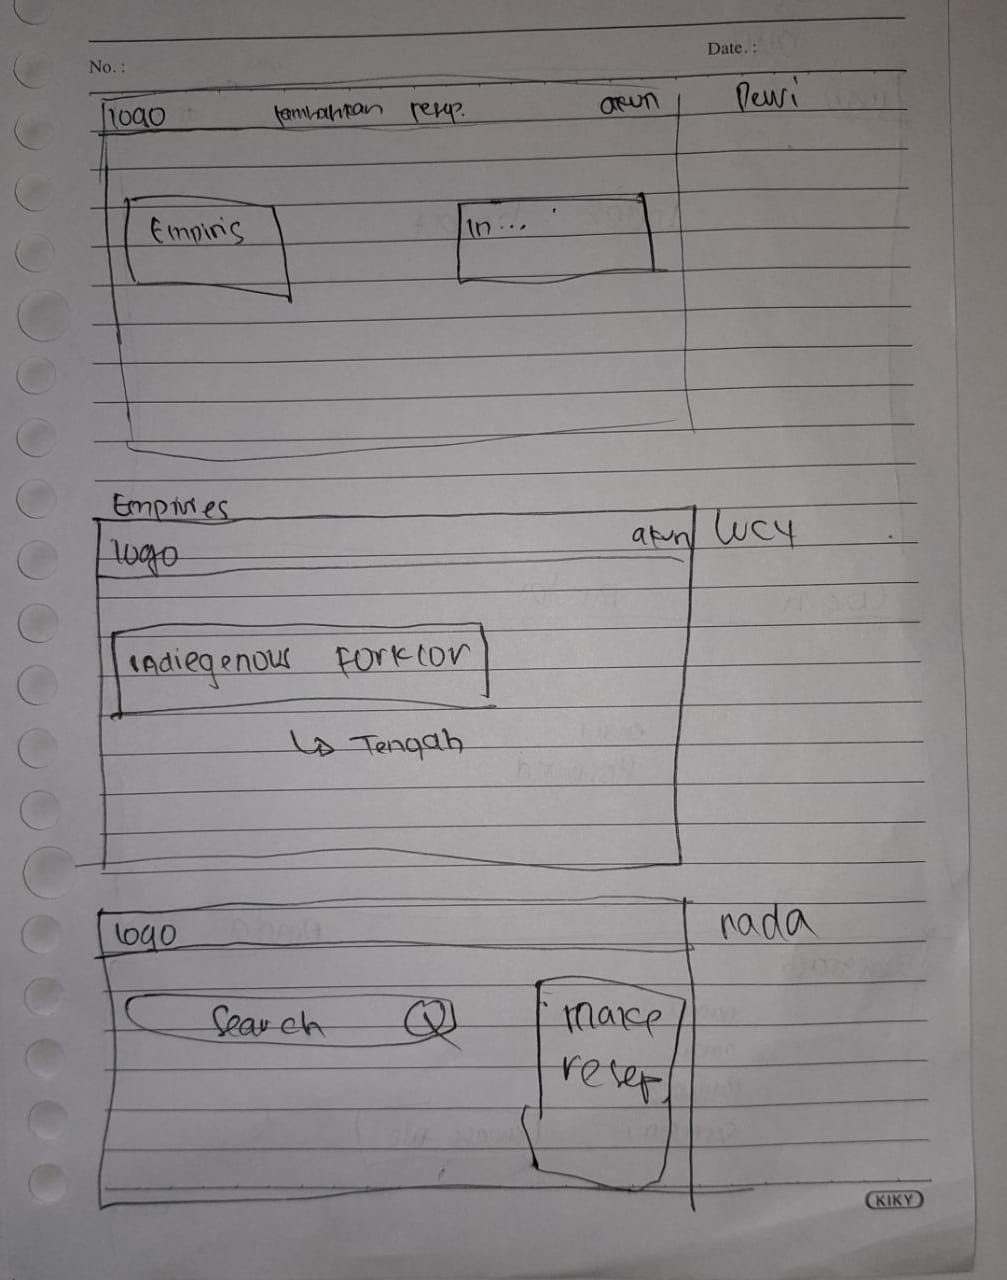 No. :
Date. :
logo tambahkan resep. akun Dewi
Empiris
In...
Empires
logo akun WC4
indiegenous Forklor
↳ Tengah
logo nada
Search
make
resep
KIKY